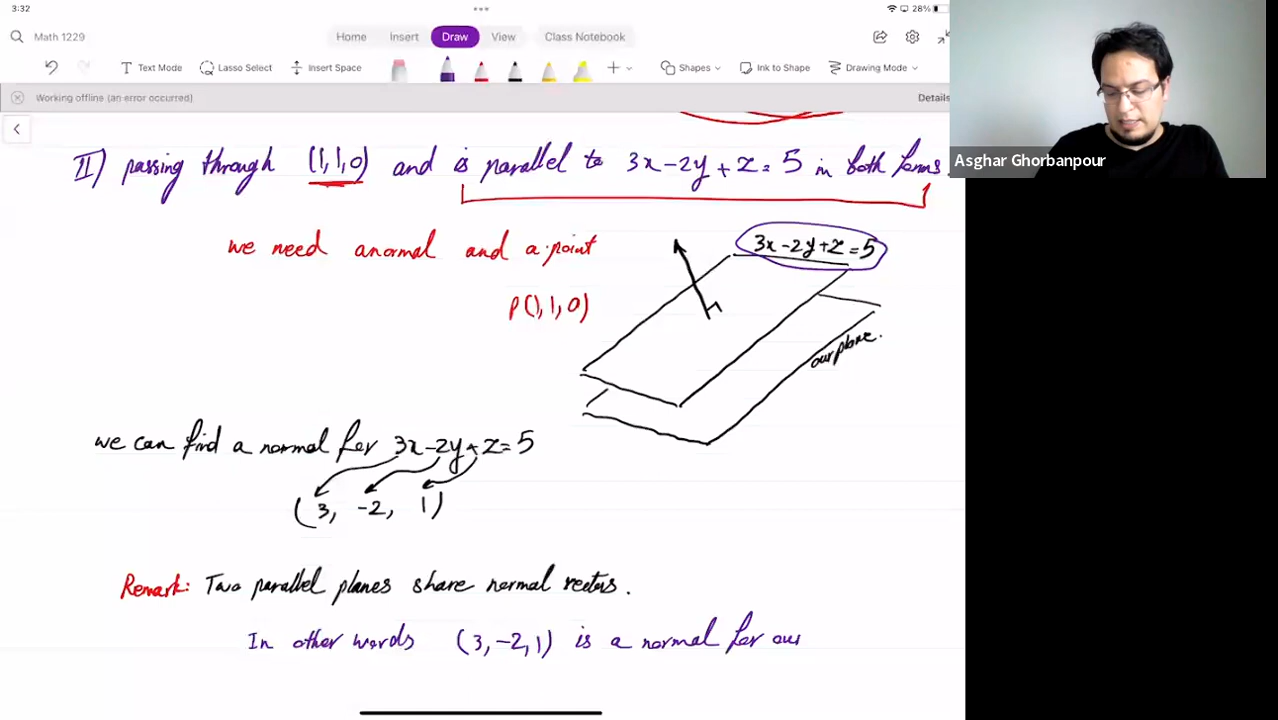 3:32
28%
Math 1229
Home Insert Draw View Class Notebook
Text Mode Lasso Select Insert Space Shapes Ink to Shape Drawing Mode
Working offline (an error occurred) Details
II) passing through (1,1,0) and is parallel to 3x-2y+z=5 in both forms.
Asghar Ghorbanpour
we need a normal and a point
3x-2y+z=5
P(1,1,0)
our plane.
we can find a normal for 3x-2y+z=5
(3, -2, 1)
Remark: Two parallel planes share normal vectors.
In other words (3,-2,1) is a normal for our